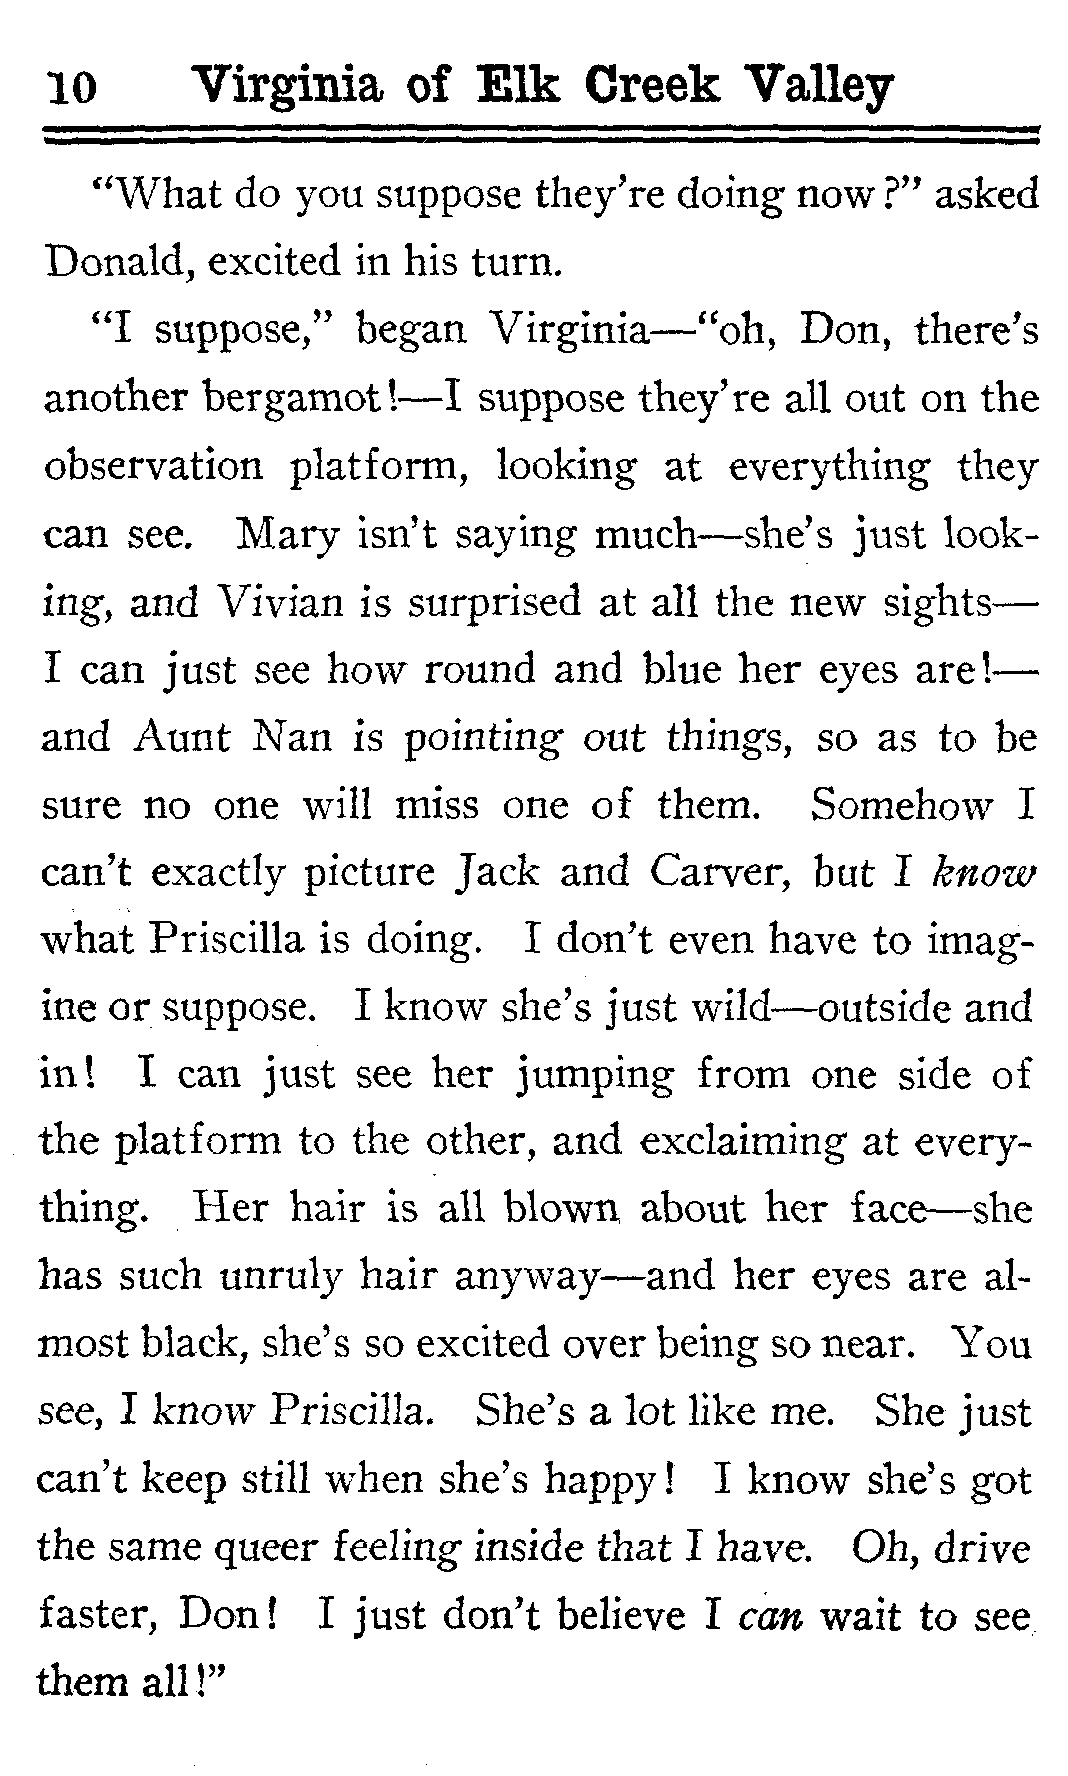 10 Virginia of Elk Creek Valley
“What do you suppose they’re doing now?” asked
Donald, excited in his turn.
“I suppose,” began Virginia—“oh, Don, there’s
another bergamot!—I suppose they’re all out on the
observation platform, looking at everything they
can see. Mary isn’t saying much—she’s just look-
ing, and Vivian is surprised at all the new sights—
I can just see how round and blue her eyes are!—
and Aunt Nan is pointing out things, so as to be
sure no one will miss one of them. Somehow I
can’t exactly picture Jack and Carver, but I know
what Priscilla is doing. I don’t even have to imag-
ine or suppose. I know she’s just wild—outside and
in! I can just see her jumping from one side of
the platform to the other, and exclaiming at every-
thing. Her hair is all blown about her face—she
has such unruly hair anyway—and her eyes are al-
most black, she’s so excited over being so near. You
see, I know Priscilla. She’s a lot like me. She just
can’t keep still when she’s happy! I know she’s got
the same queer feeling inside that I have. Oh, drive
faster, Don! I just don’t believe I can wait to see
them all!”